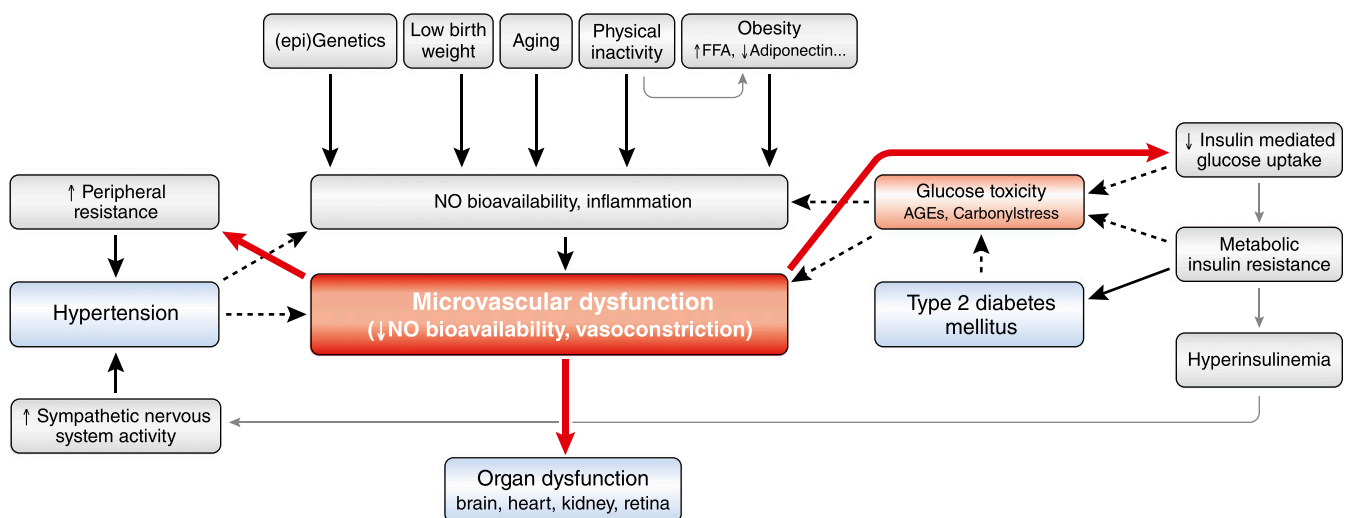 (epi)Genetics
Low birth
weight
Aging
Physical
inactivity
Obesity
↑FFA, ↓Adiponectin...
↓ Insulin mediated
glucose uptake
↑ Peripheral
resistance
NO bioavailability, inflammation
Glucose toxicity
AGEs, Carbonylstress
Metabolic
insulin resistance
Hypertension
Microvascular dysfunction
(↓NO bioavailability, vasoconstriction)
Type 2 diabetes
mellitus
Hyperinsulinemia
↑ Sympathetic nervous
system activity
Organ dysfunction
brain, heart, kidney, retina